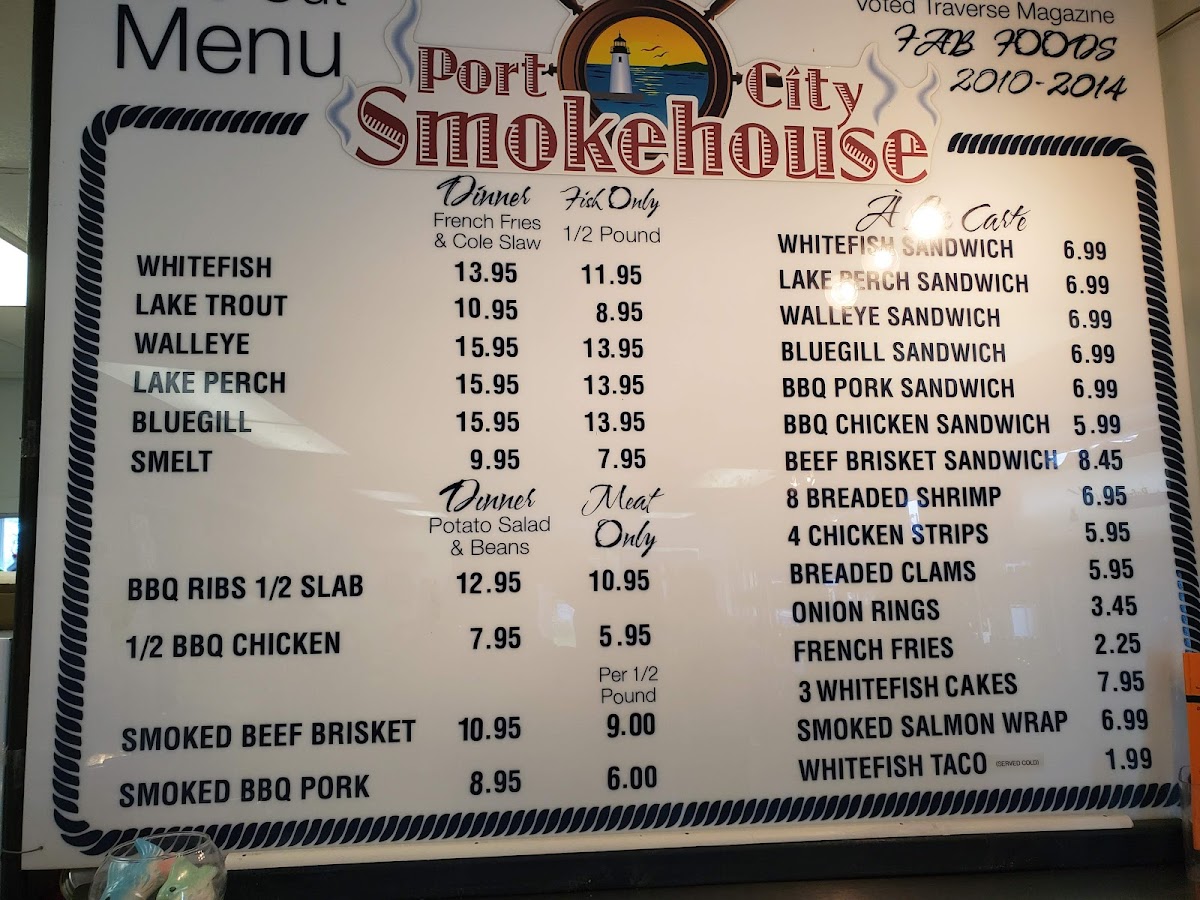 Menu
Port City
Smokehouse
Voted Traverse Magazine
FAB FOODS
2010-2014
Dinner Fish Only
French Fries
& Cole Slaw 1/2 Pound
WHITEFISH 13.95 11.95
LAKE TROUT 10.95 8.95
WALLEYE 15.95 13.95
LAKE PERCH 15.95 13.95
BLUEGILL 15.95 13.95
SMELT 9.95 7.95
Dinner Meat
Potato Salad Only
& Beans
BBQ RIBS 1/2 SLAB 12.95 10.95
1/2 BBQ CHICKEN 7.95 5.95
Per 1/2
Pound
SMOKED BEEF BRISKET 10.95 9.00
SMOKED BBQ PORK 8.95 6.00
À La Carté
WHITEFISH SANDWICH 6.99
LAKE PERCH SANDWICH 6.99
WALLEYE SANDWICH 6.99
BLUEGILL SANDWICH 6.99
BBQ PORK SANDWICH 6.99
BBQ CHICKEN SANDWICH 5.99
BEEF BRISKET SANDWICH 8.45
8 BREADED SHRIMP 6.95
4 CHICKEN STRIPS 5.95
BREADED CLAMS 5.95
ONION RINGS 3.45
FRENCH FRIES 2.25
3 WHITEFISH CAKES 7.95
SMOKED SALMON WRAP 6.99
WHITEFISH TACO (SERVED COLD) 1.99